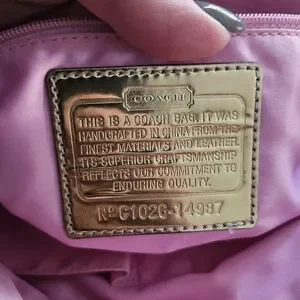 COACH
THIS IS A COACH BAG. IT WAS
HANDCRAFTED IN CHINA FROM THE
FINEST MATERIALS AND LEATHER.
ITS SUPERIOR CRAFTSMANSHIP
REFLECTS OUR COMMITMENT TO
ENDURING QUALITY.
Nº C1026-14987